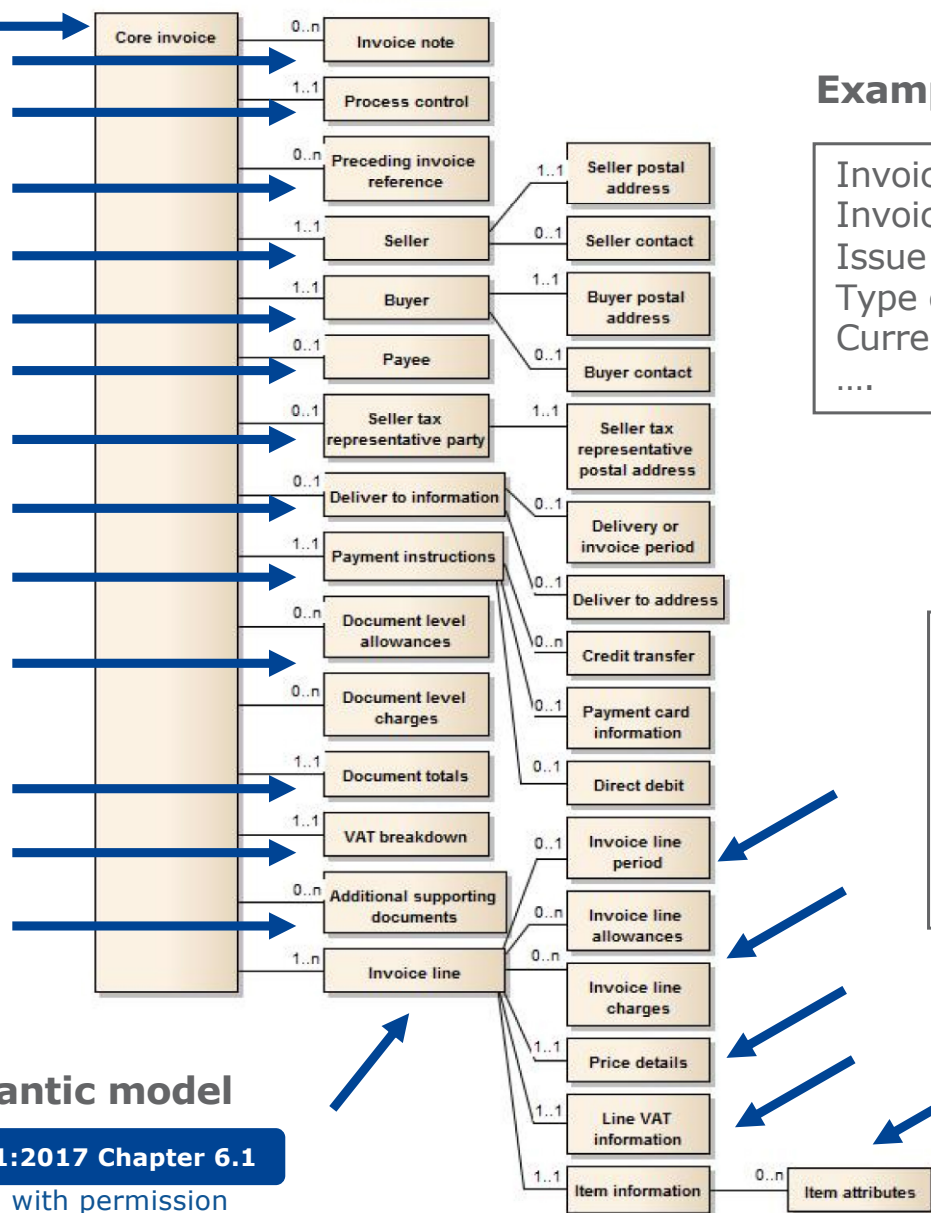 Core invoice
0..n
Invoice note
1..1
Process control
0..n
Preceding invoice
reference
1..1
Seller
1..1
Seller postal
address
0..1
Seller contact
1..1
Buyer
1..1
Buyer postal
address
0..1
Buyer contact
0..1
Payee
0..1
Seller tax
representative party
1..1
Seller tax
representative
postal address
0..1
Deliver to information
0..1
Delivery or
invoice period
0..1
Deliver to address
1..1
Payment instructions
0..n
Credit transfer
0..1
Payment card
information
0..1
Direct debit
0..n
Document level
allowances
0..n
Document level
charges
1..1
Document totals
1..1
VAT breakdown
0..n
Additional supporting
documents
1..n
Invoice line
0..1
Invoice line
period
0..n
Invoice line
allowances
0..n
Invoice line
charges
1..1
Price details
1..1
Line VAT
information
1..1
Item information
0..n
Item attributes
Examp
Invoic
Invoic
Issue
Type
Curre
....
antic model
1:2017 Chapter 6.1
with permission